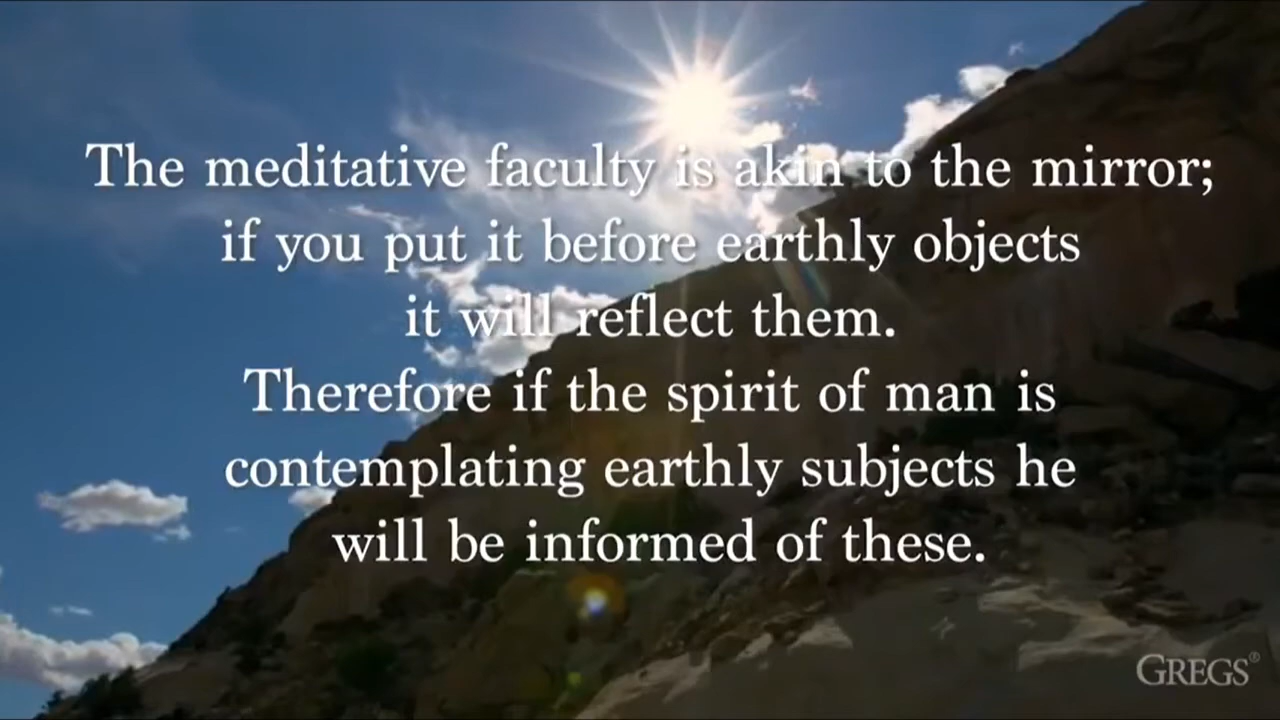 The meditative faculty is akin to the mirror;
if you put it before earthly objects
it will reflect them.
Therefore if the spirit of man is
contemplating earthly subjects he
will be informed of these.
GREGS®